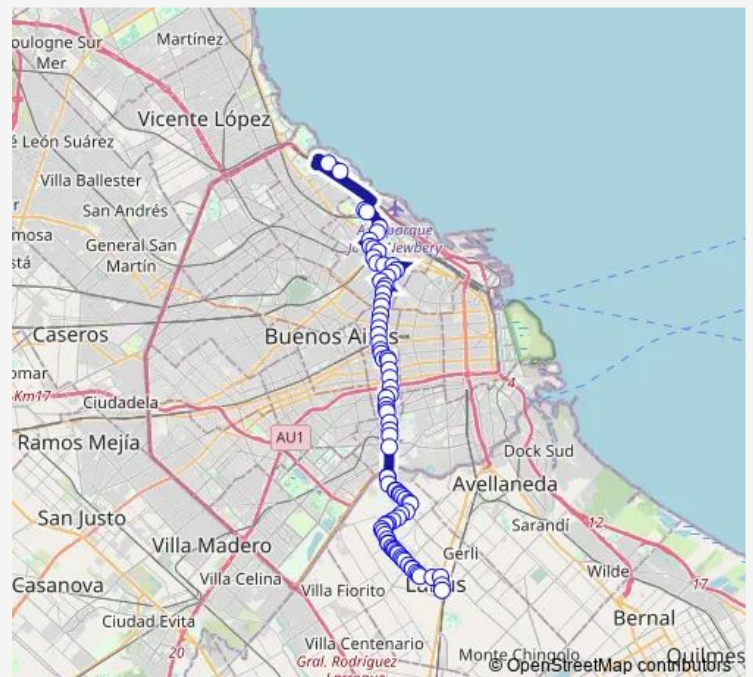 oulogne Sur
Mer
Martínez
Vicente López
é León Suárez
Villa Ballester
San Andrés
mosa
General San
Martín
stá
Buenos Aires
Caseros
omar
Km17
Ciudadela
4
AU1
Ramos Mejía
Dock Sud
Avellaneda
San Justo
Sarandí
12
Villa Madero
Gerli
Wilde
Casanova
Villa Celina
Villa Fiorito
17
Ciudad Evita
Bernal
Villa Centenario
20
Gral. Rodríguez
Monte Chingolo
Quilmes
© OpenStreetMap contributors